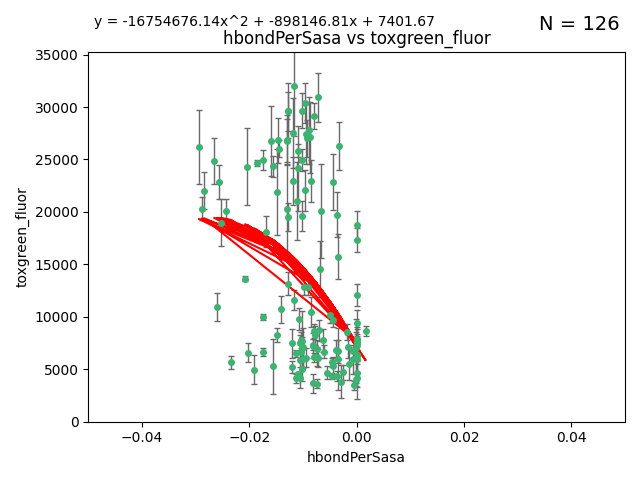 y = -16754676.14x^2 + -898146.81x + 7401.67
N = 126
hbondPerSasa vs toxgreen_fluor
35000
30000
25000
20000
15000
10000
5000
0
toxgreen_fluor
−0.04
−0.02
0.00
0.02
0.04
hbondPerSasa